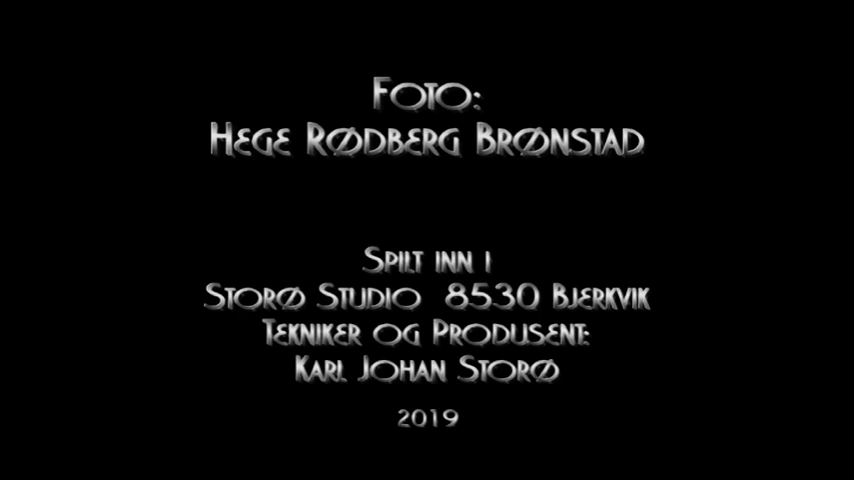 Foto:
Hege Rødberg Brønstad
Spilt inn i
Storø Studio 8530 Bjerkvik
Tekniker og Produsent:
Karl Johan Storø
2019